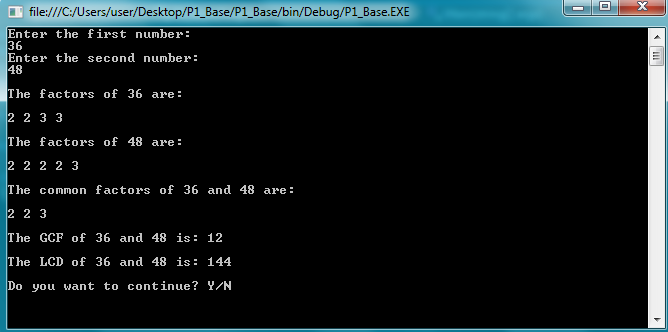 file:///C:/Users/user/Desktop/P1_Base/P1_Base/bin/Debug/P1_Base.EXE
Enter the first number:
36
Enter the second number:
48
The factors of 36 are:
2 2 3 3
The factors of 48 are:
2 2 2 2 3
The common factors of 36 and 48 are:
2 2 3
The GCF of 36 and 48 is: 12
The LCD of 36 and 48 is: 144
Do you want to continue? Y/N